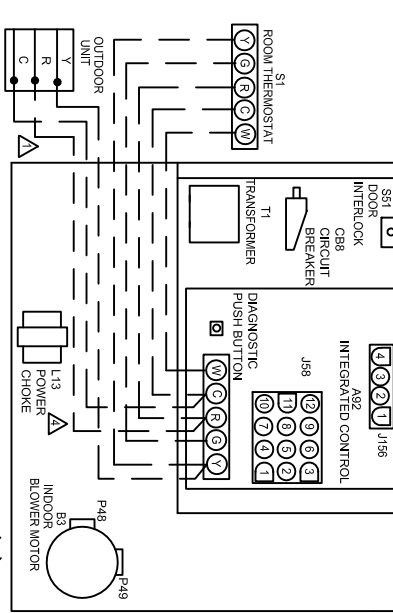 S1
ROOM THERMOSTAT
Y G R C W
OUTDOOR
UNIT
Y
R
C
1
S51
DOOR
INTERLOCK
CB8
CIRCUIT
BREAKER
T1
TRANSFORMER
A92
INTEGRATED CONTROL
4 3 2 1
J156
J58
12 9 6 3
11 8 5 2
10 7 4 1
DIAGNOSTIC
PUSH BUTTON
W C R G Y
L13
POWER
CHOKE
4
P48
P49
B3
INDOOR
BLOWER MOTOR